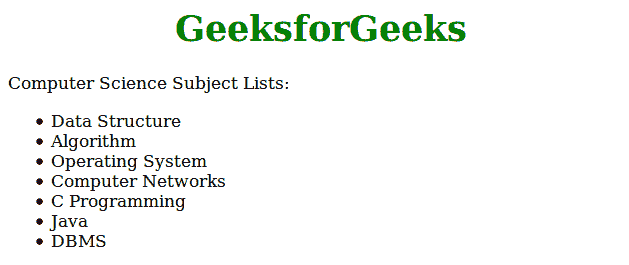 GeeksforGeeks
Computer Science Subject Lists:
• Data Structure
• Algorithm
• Operating System
• Computer Networks
• C Programming
• Java
• DBMS